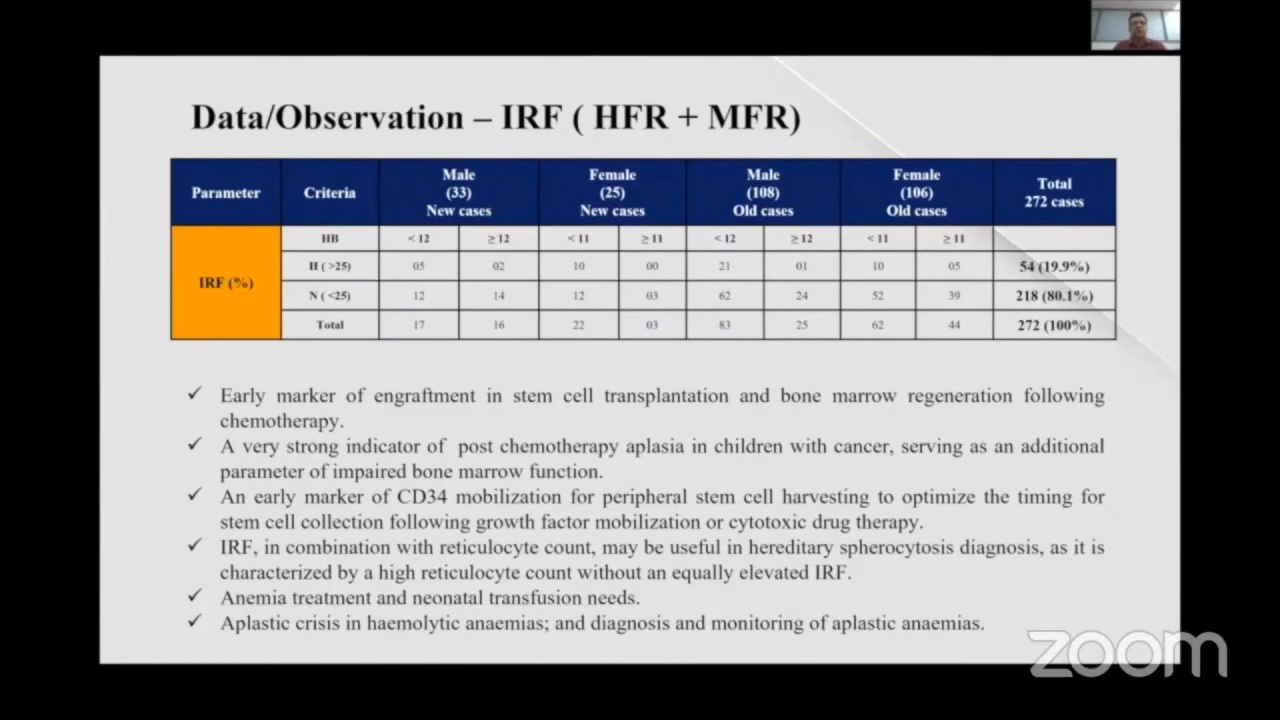 Data/Observation – IRF ( HFR + MFR)
Parameter Criteria Male (33) New cases Female (25) New cases Male (108) Old cases Female (106) Old cases Total 272 cases
IRF (%)
HB < 12 ≥ 12 < 11 ≥ 11 < 12 ≥ 12 < 11 ≥ 11
H ( >25) 05 02 10 00 21 01 10 05 54 (19.9%)
N ( <25) 12 14 12 03 62 24 52 39 218 (80.1%)
Total 17 16 22 03 83 25 62 44 272 (100%)
✓ Early marker of engraftment in stem cell transplantation and bone marrow regeneration following
chemotherapy.
✓ A very strong indicator of post chemotherapy aplasia in children with cancer, serving as an additional
parameter of impaired bone marrow function.
✓ An early marker of CD34 mobilization for peripheral stem cell harvesting to optimize the timing for
stem cell collection following growth factor mobilization or cytotoxic drug therapy.
✓ IRF, in combination with reticulocyte count, may be useful in hereditary spherocytosis diagnosis, as it is
characterized by a high reticulocyte count without an equally elevated IRF.
✓ Anemia treatment and neonatal transfusion needs.
✓ Aplastic crisis in haemolytic anaemias; and diagnosis and monitoring of aplastic anaemias.
zoom